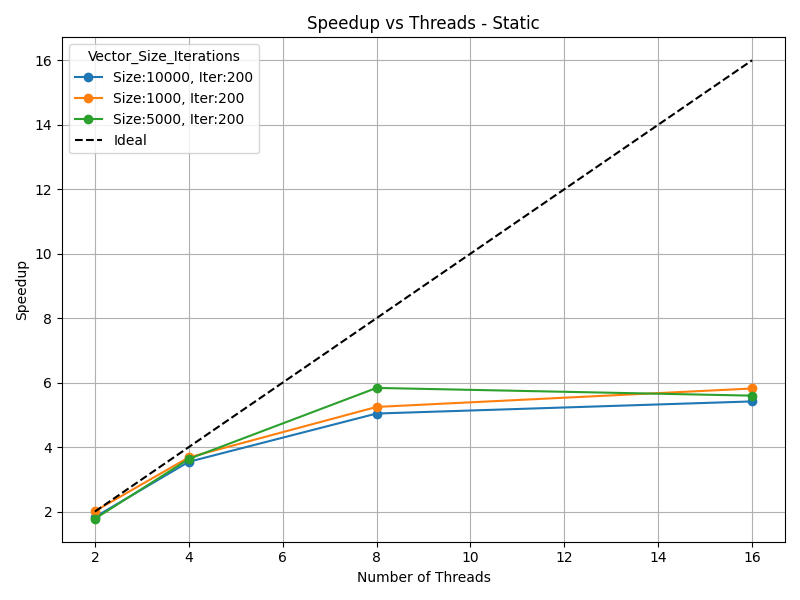 Speedup vs Threads - Static
Vector_Size_Iterations
Size:10000, Iter:200
Size:1000, Iter:200
Size:5000, Iter:200
Ideal
Speedup
16
14
12
10
8
6
4
2
2 4 6 8 10 12 14 16
Number of Threads